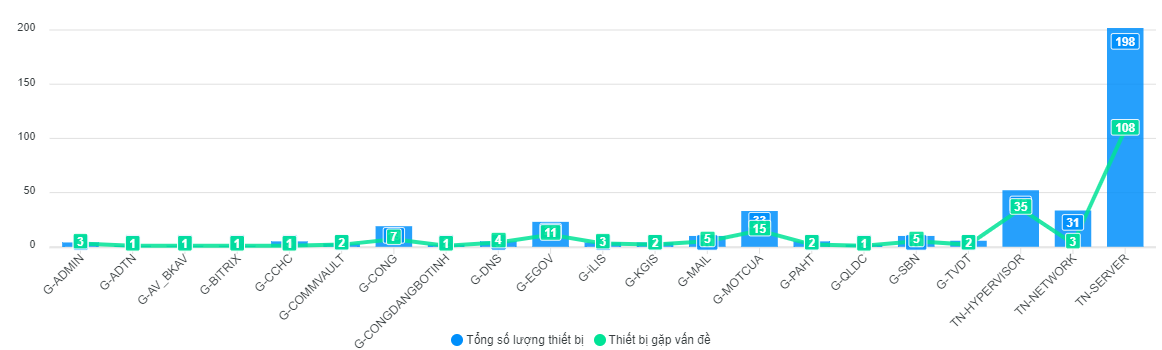 200
150
100
50
0
3
1
1
1
1
2
7
1
4
11
3
2
5
15
2
1
5
2
35
31
3
198
108
G-ADMIN
G-ADTN
G-AV_BKAV
G-BITRIX
G-CCHC
G-COMMVAULT
G-CONG
G-CONGDANGBOTINH
G-DNS
G-EGOV
G-ILIS
G-KGIS
G-MAIL
G-MOTCUA
G-PAHT
G-QLDC
G-SBN
G-TVDT
TN-HYPERVISOR
TN-NETWORK
TN-SERVER
Tổng số lượng thiết bị Thiết bị gặp vấn đề